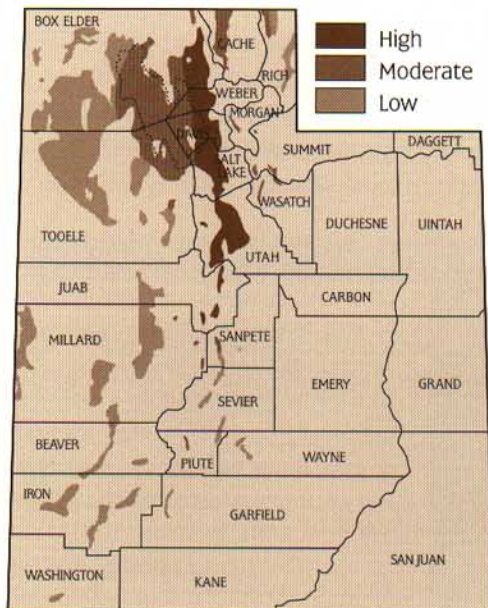 BOX ELDER
CACHE
RICH
High
Moderate
Low
WEBER
MORGAN
DAVIS
SALT
LAKE
SUMMIT
DAGGETT
WASATCH
TOOELE
UTAH
DUCHESNE
UINTAH
JUAB
CARBON
MILLARD
SANPETE
EMERY
GRAND
SEVIER
BEAVER
PIUTE
WAYNE
IRON
GARFIELD
SAN JUAN
WASHINGTON
KANE